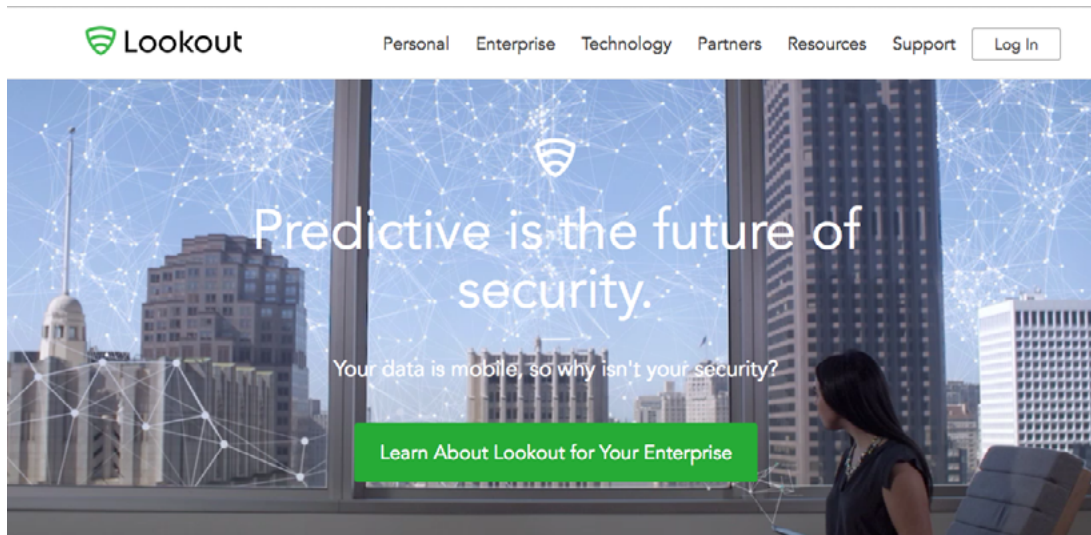 Lookout
Personal Enterprise Technology Partners Resources Support Log In
Predictive is the future of
security.
Your data is mobile, so why isn't your security?
Learn About Lookout for Your Enterprise